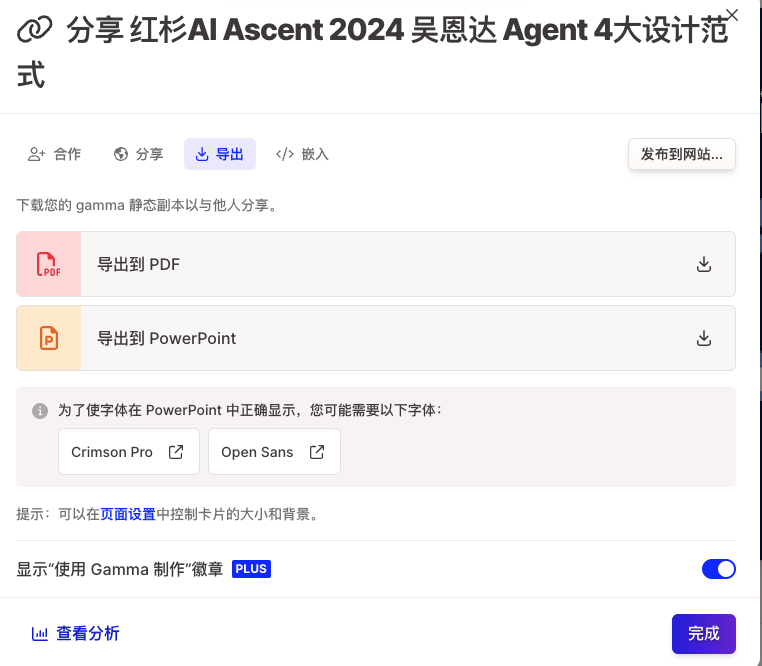 分享 红杉AI Ascent 2024 吴恩达 Agent 4大设计范
式
合作
分享
导出
嵌入
发布到网站...
下载您的 gamma 静态副本以与他人分享。
PDF
导出到 PDF
P
导出到 PowerPoint
为了使字体在 PowerPoint 中正确显示，您可能需要以下字体：
Crimson Pro
Open Sans
提示：可以在页面设置中控制卡片的大小和背景。
显示“使用 Gamma 制作”徽章 PLUS
查看分析
完成